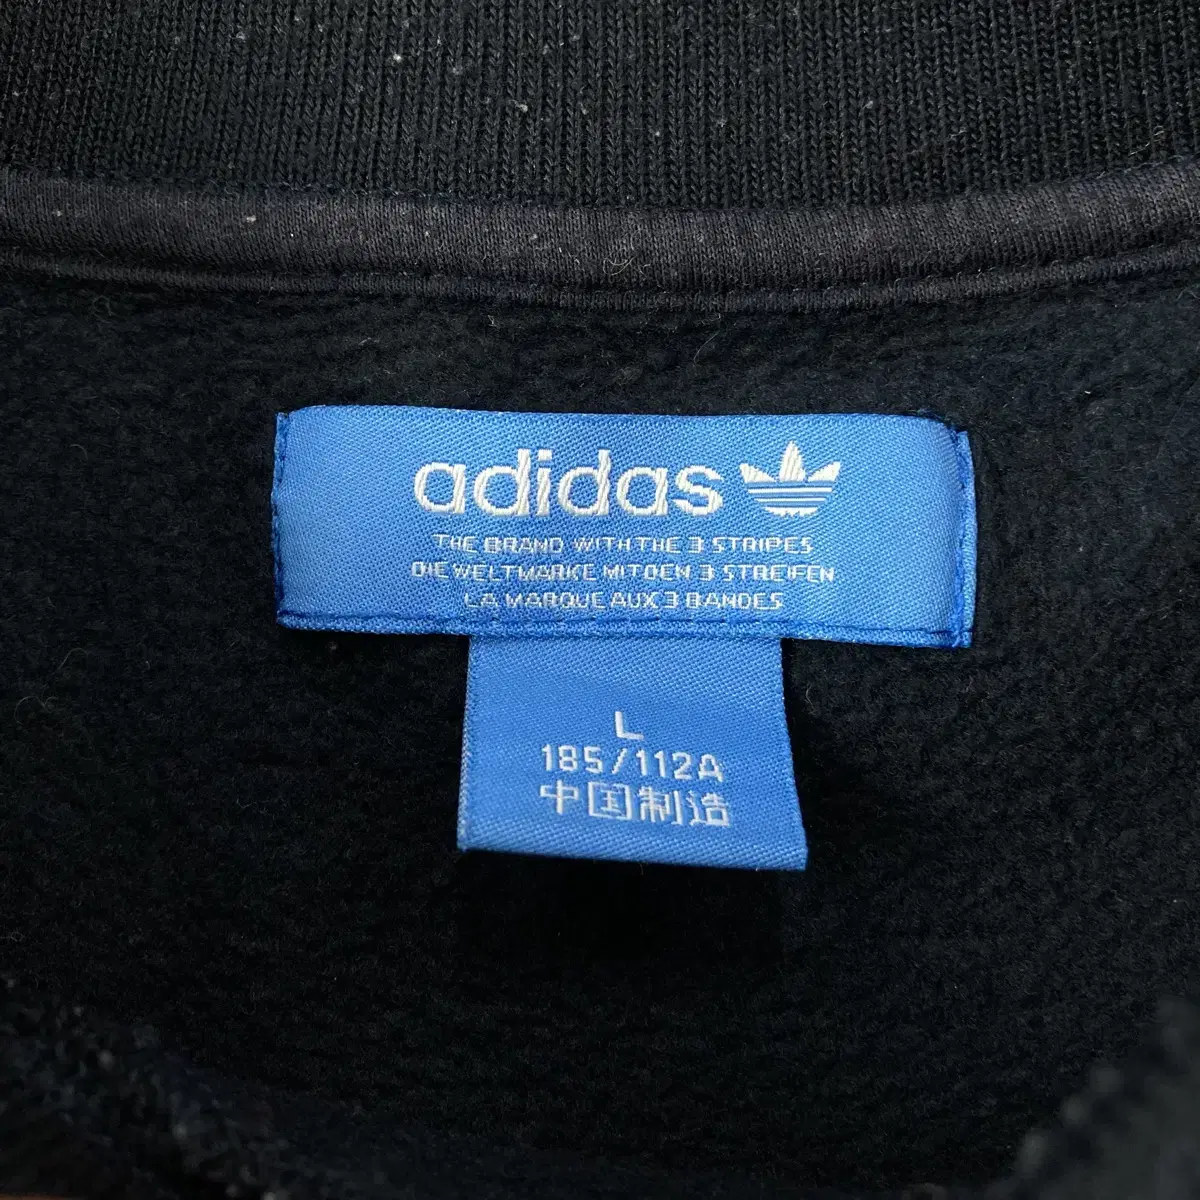 adidas
THE BRAND WITH THE 3 STRIPES
DIE WELTMARKE MIT DEN 3 STREIFEN
LA MARQUE AUX 3 BANDES
L
185/112A
中国制造